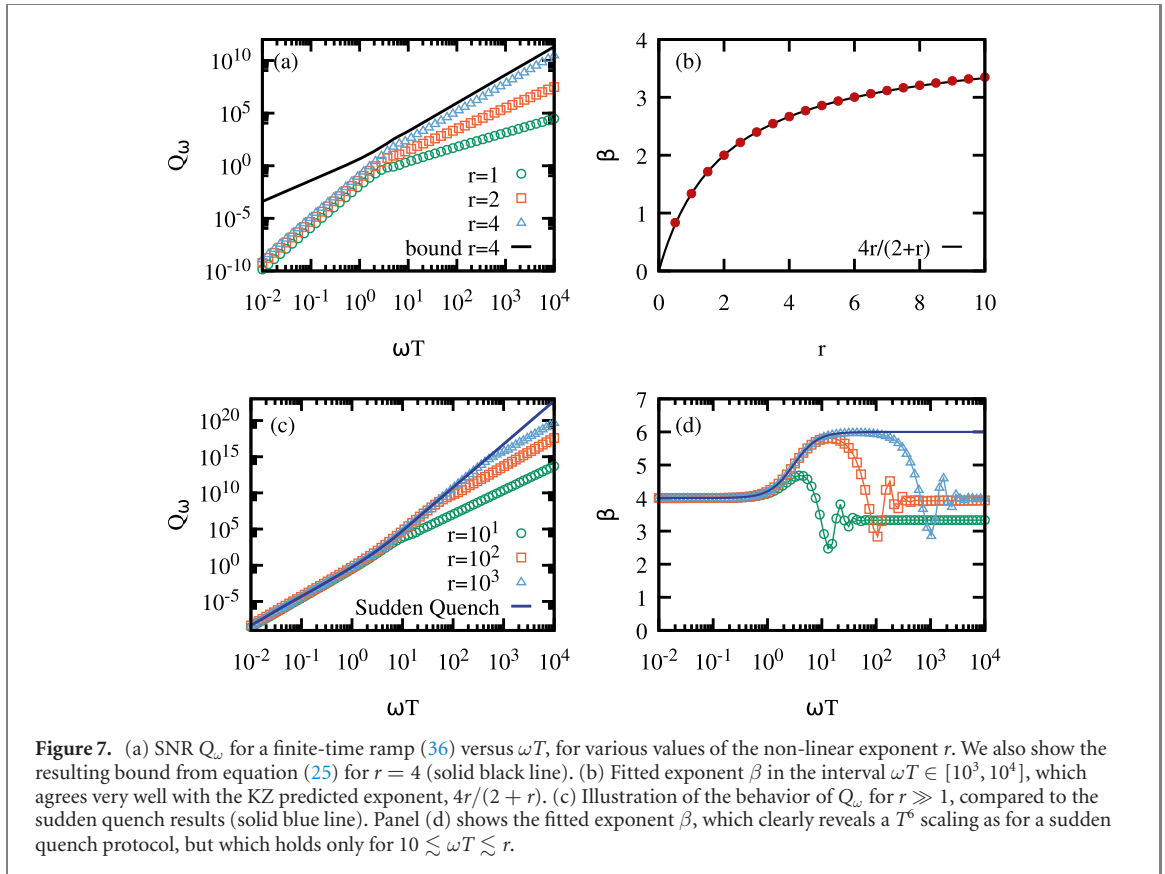 (a)
10^10
10^5
10^0
10^-5
10^-10
Q_ω
r=1
r=2
r=4
bound r=4
10^-2 10^-1 10^0 10^1 10^2 10^3 10^4
ωT
(b)
4
3
2
1
0
β
4r/(2+r)
0 2 4 6 8 10
r
(c)
10^20
10^15
10^10
10^5
10^0
10^-5
Q_ω
r=10^1
r=10^2
r=10^3
Sudden Quench
10^-2 10^-1 10^0 10^1 10^2 10^3 10^4
ωT
(d)
7
6
5
4
3
2
1
0
β
10^-2 10^-1 10^0 10^1 10^2 10^3 10^4
ωT
Figure 7. (a) SNR Q_ω for a finite-time ramp (36) versus ωT, for various values of the non-linear exponent r. We also show the
resulting bound from equation (25) for r = 4 (solid black line). (b) Fitted exponent β in the interval ωT ∈ [10^3, 10^4], which
agrees very well with the KZ predicted exponent, 4r/(2 + r). (c) Illustration of the behavior of Q_ω for r ≫ 1, compared to the
sudden quench results (solid blue line). Panel (d) shows the fitted exponent β, which clearly reveals a T^6 scaling as for a sudden
quench protocol, but which holds only for 10 ≲ ωT ≲ r.